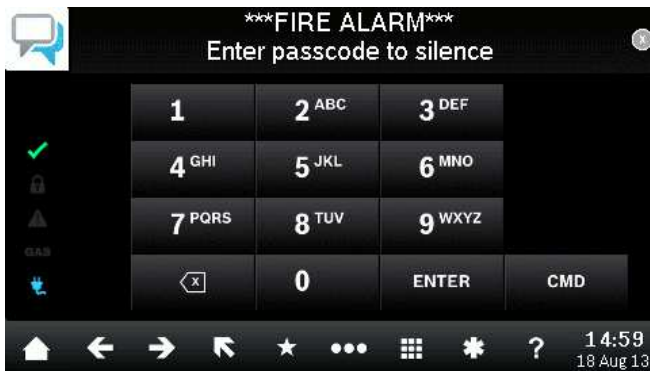 ***FIRE ALARM***
Enter passcode to silence
1 2 ABC 3 DEF
4 GHI 5 JKL 6 MNO
7 PQRS 8 TUV 9 WXYZ
GAS
x 0 ENTER CMD
? 14:59
18 Aug 13